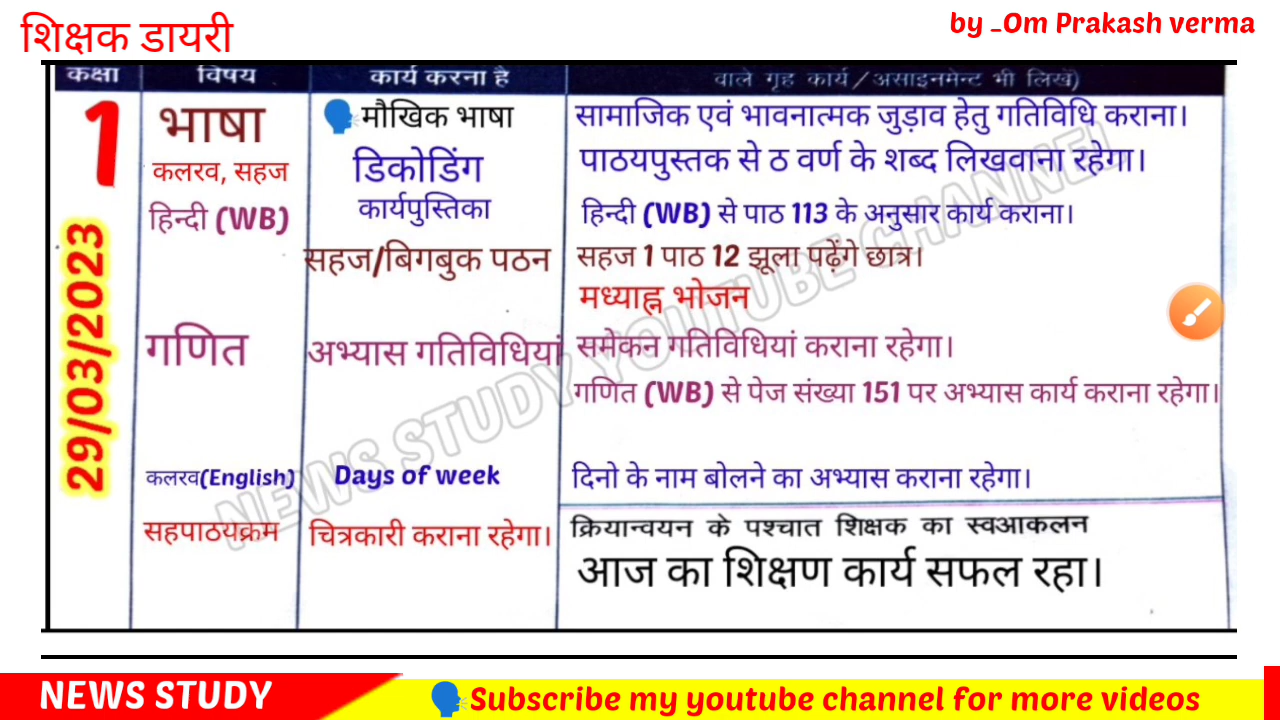 शिक्षक डायरी
by -Om Prakash verma
कक्षा विषय कार्य करना है वाले गृह कार्य/असाइनमेन्ट भी लिखें)
1 भाषा 🗣मौखिक भाषा सामाजिक एवं भावनात्मक जुड़ाव हेतु गतिविधि कराना।
कलरव, सहज डिकोडिंग पाठयपुस्तक से ठ वर्ण के शब्द लिखवाना रहेगा।
हिन्दी (WB) कार्यपुस्तिका हिन्दी (WB) से पाठ 113 के अनुसार कार्य कराना।
29/03/2023
सहज/बिगबुक पठन सहज 1 पाठ 12 झूला पढ़ेंगे छात्र।
मध्याह्न भोजन
गणित अभ्यास गतिविधियां समेकन गतिविधियां कराना रहेगा।
गणित (WB) से पेज संख्या 151 पर अभ्यास कार्य कराना रहेगा।
कलरव(English) Days of week दिनो के नाम बोलने का अभ्यास कराना रहेगा।
सहपाठयक्रम चित्रकारी कराना रहेगा। क्रियान्वयन के पश्चात शिक्षक का स्वआकलन
आज का शिक्षण कार्य सफल रहा।
NEWS STUDY YOUTUBE CHANNEL
NEWS STUDY 🗣Subscribe my youtube channel for more videos